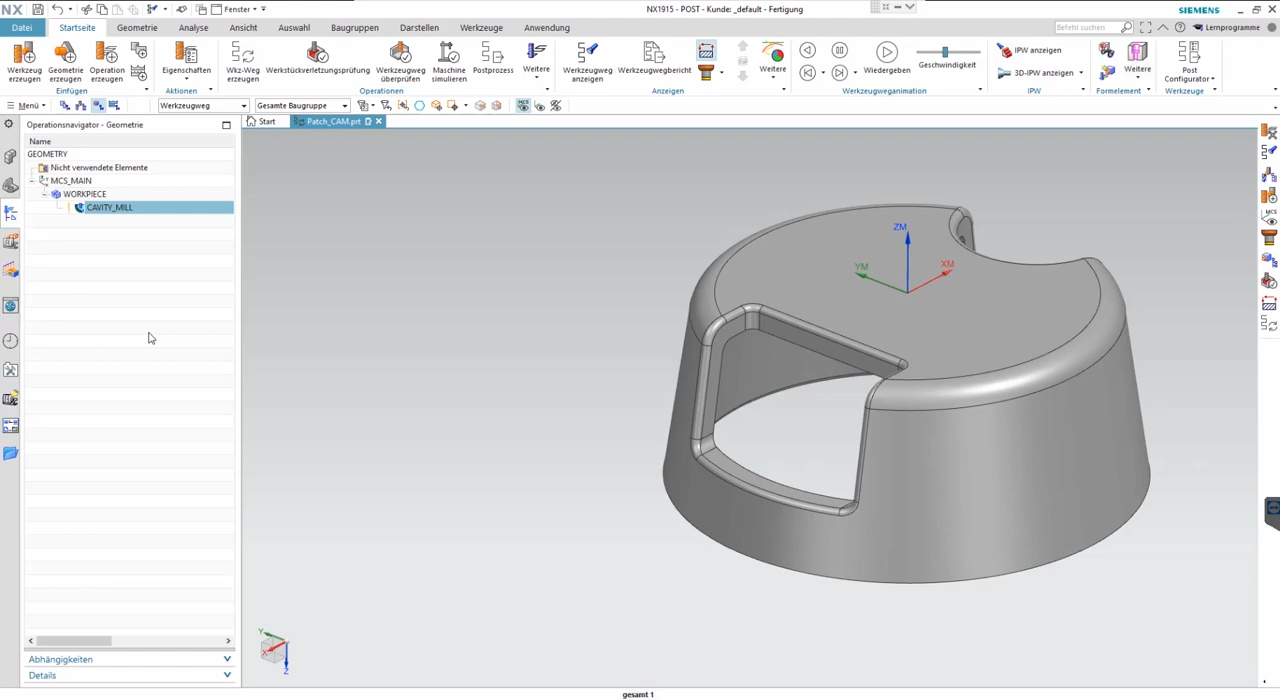 NX
Fenster
NX1915 - POST - Kunde: _default - Fertigung
SIEMENS
Datei
Startseite
Geometrie
Analyse
Ansicht
Auswahl
Baugruppen
Darstellen
Werkzeuge
Anwendung
Befehl suchen
Lernprogramme
Werkzeug erzeugen
Geometrie erzeugen
Operation erzeugen
Einfügen
Eigenschaften
Aktionen
Wkz-Weg erzeugen
Werkstückverletzungsprüfung
Werkzeugweg überprüfen
Maschine simulieren
Postprozess
Weitere
Operationen
Werkzeugweg anzeigen
Werkzeugwegbericht
Weitere
Anzeigen
Wiedergeben
Geschwindigkeit
Werkzeugweganimation
IPW anzeigen
3D-IPW anzeigen
IPW
Weitere
Formelement
Post Konfigurator
Werkzeuge
Menü
Werkzeugweg
Gesamte Baugruppe
MCS
Operationsnavigator - Geometrie
Start
Patch_CAM.prt
Name
GEOMETRY
Nicht verwendete Elemente
MCS_MAIN
WORKPIECE
CAVITY_MILL
ZM
YM
XM
MCS
Y
X
Z
Abhängigkeiten
Details
gesamt 1